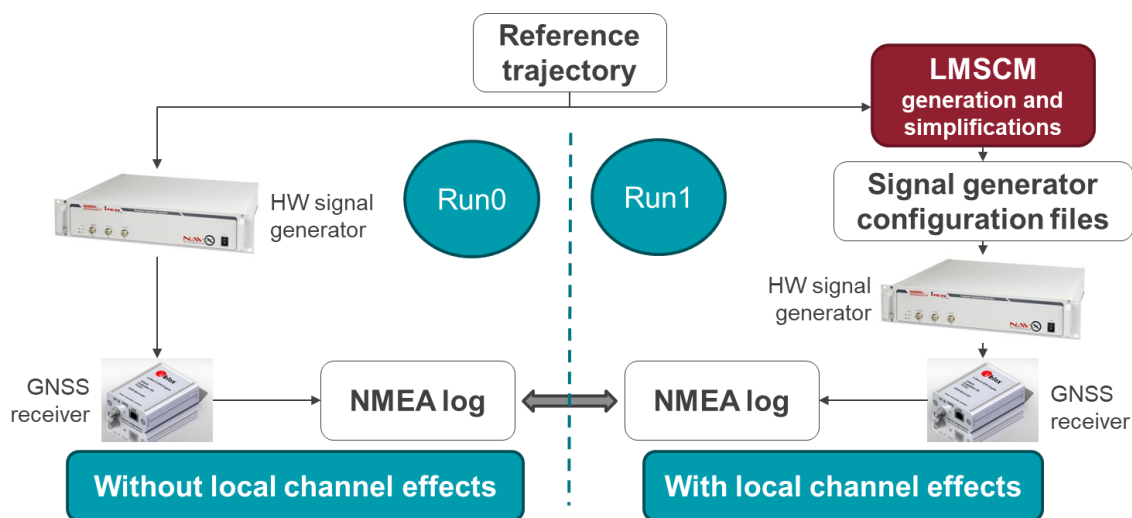 Reference
trajectory
LMSCM
generation and
simplifications
Run0
Run1
HW signal
generator
Signal generator
configuration files
HW signal
generator
GNSS
receiver
ublox
NMEA log
NMEA log
GNSS
receiver
Without local channel effects
With local channel effects